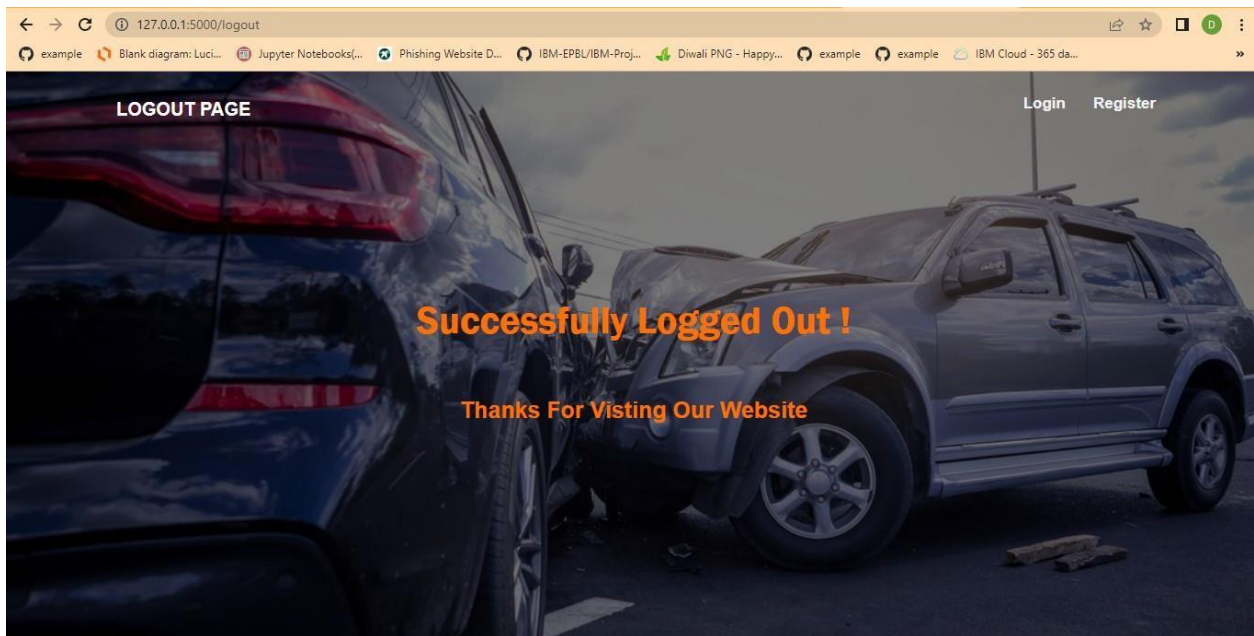 127.0.0.1:5000/logout
D
example Blank diagram: Luci... Jupyter Notebooks(... Phishing Website D... IBM-EPBL/IBM-Proj... Diwali PNG - Happy... example example IBM Cloud - 365 da... »
LOGOUT PAGE Login Register
Successfully Logged Out !
Thanks For Visting Our Website